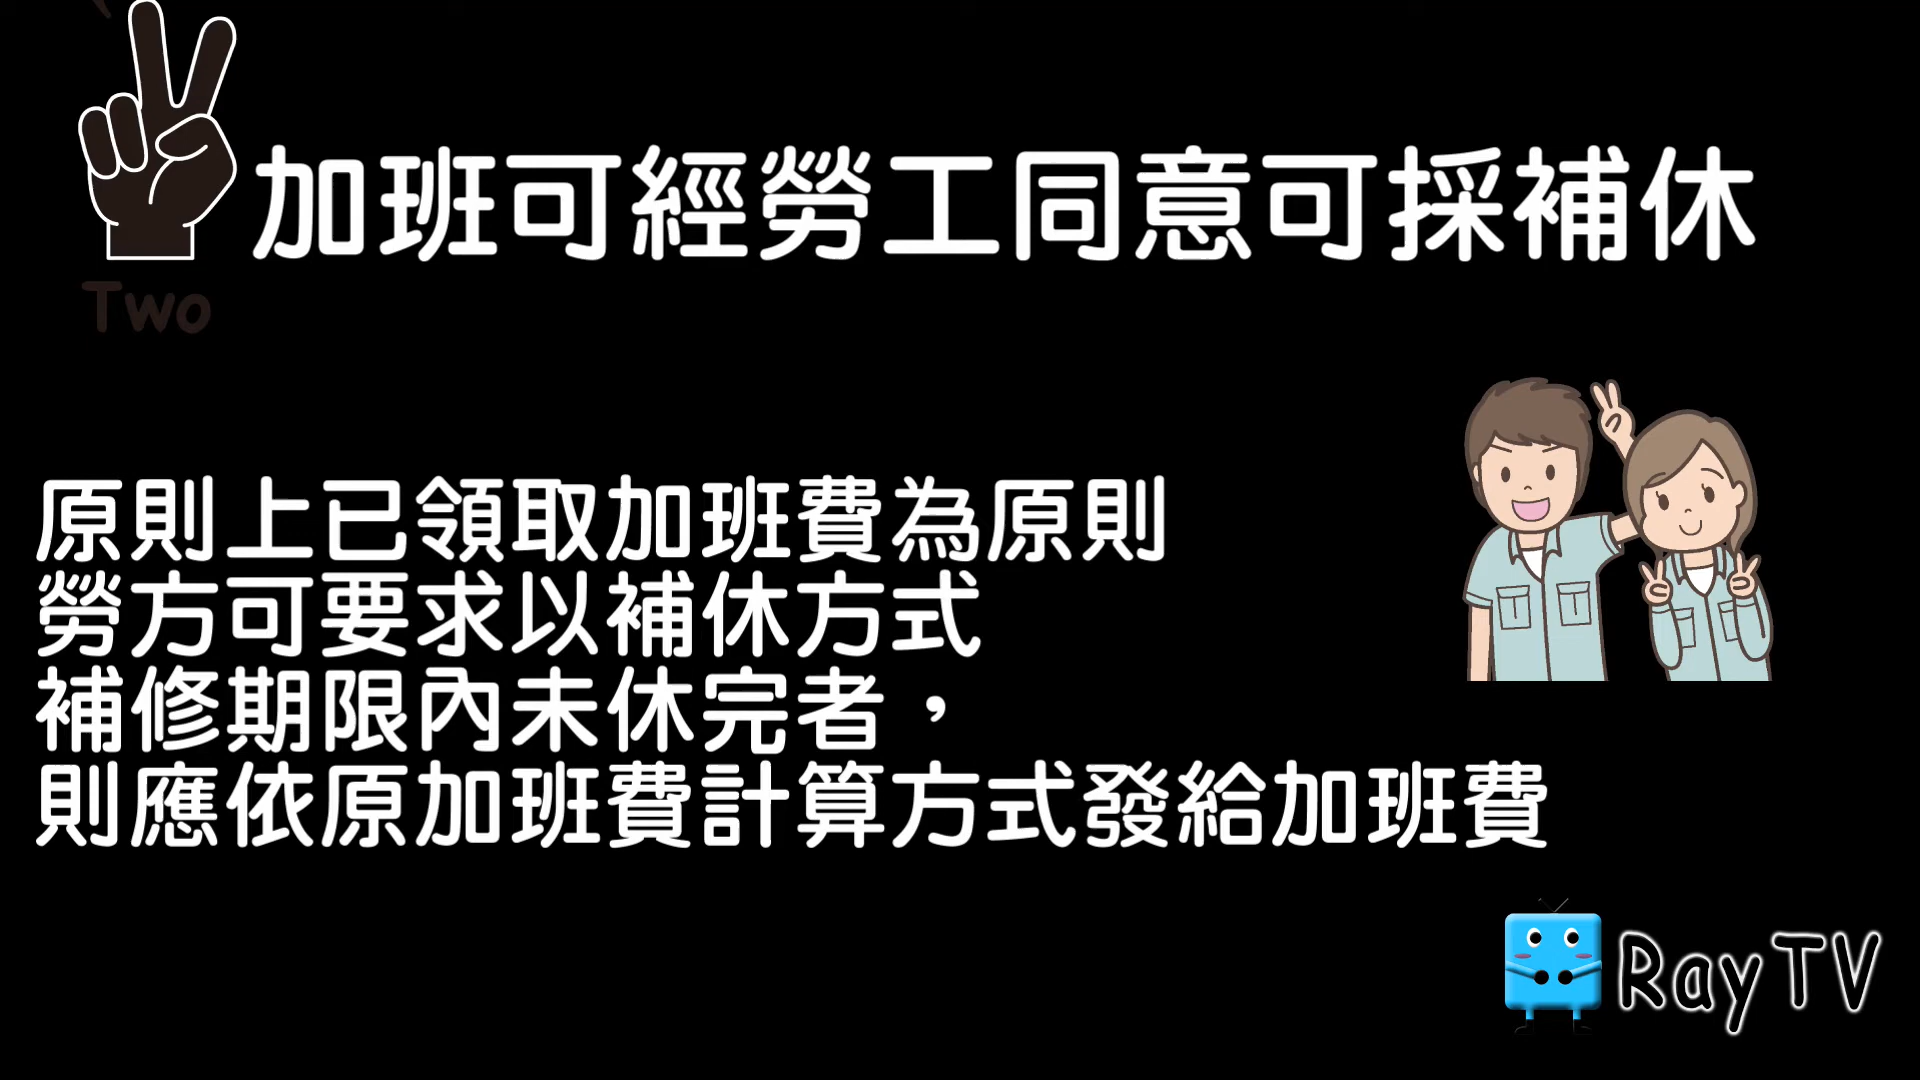 加班可經勞工同意可採補休
Two
原則上已領取加班費為原則
勞方可要求以補休方式
補修期限內未休完者，
則應依原加班費計算方式發給加班費
RayTV